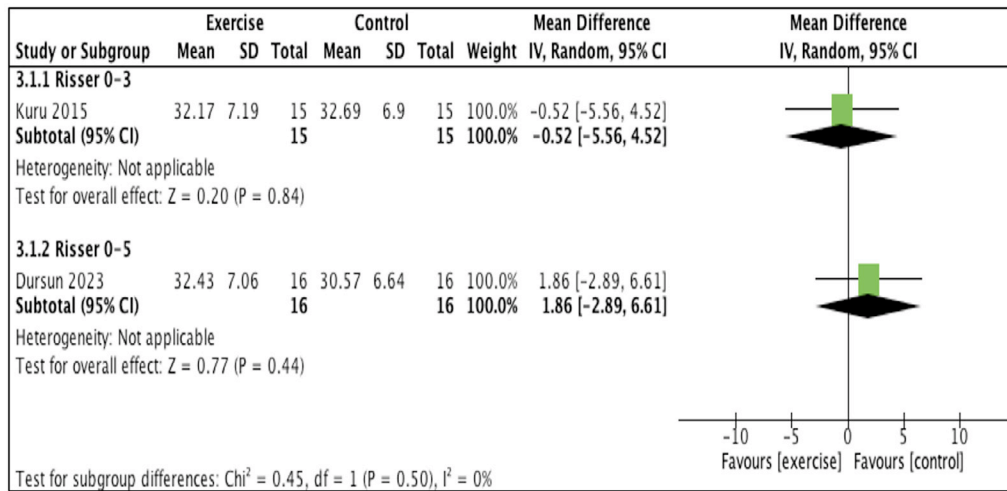 Exercise Control Mean Difference Mean Difference
Study or Subgroup Mean SD Total Mean SD Total Weight IV, Random, 95% CI IV, Random, 95% CI
3.1.1 Risser 0–3
Kuru 2015 32.17 7.19 15 32.69 6.9 15 100.0% −0.52 [−5.56, 4.52]
Subtotal (95% CI) 15 15 100.0% −0.52 [−5.56, 4.52]
Heterogeneity: Not applicable
Test for overall effect: Z = 0.20 (P = 0.84)
3.1.2 Risser 0–5
Dursun 2023 32.43 7.06 16 30.57 6.64 16 100.0% 1.86 [−2.89, 6.61]
Subtotal (95% CI) 16 16 100.0% 1.86 [−2.89, 6.61]
Heterogeneity: Not applicable
Test for overall effect: Z = 0.77 (P = 0.44)
−10 −5 0 5 10
Favours [exercise] Favours [control]
Test for subgroup differences: Chi² = 0.45, df = 1 (P = 0.50), I² = 0%